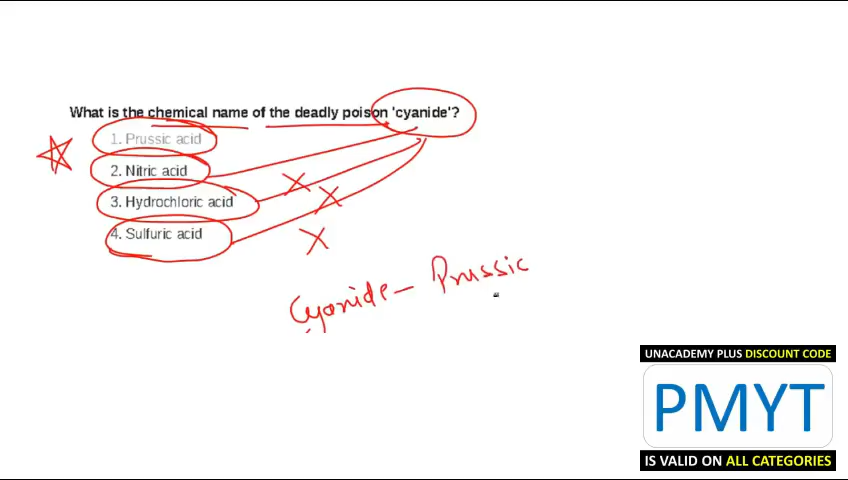 What is the chemical name of the deadly poison 'cyanide'?
1. Prussic acid
2. Nitric acid
3. Hydrochloric acid
4. Sulfuric acid
Cyanide - Prussic
UNACADEMY PLUS DISCOUNT CODE
PMYT
IS VALID ON ALL CATEGORIES